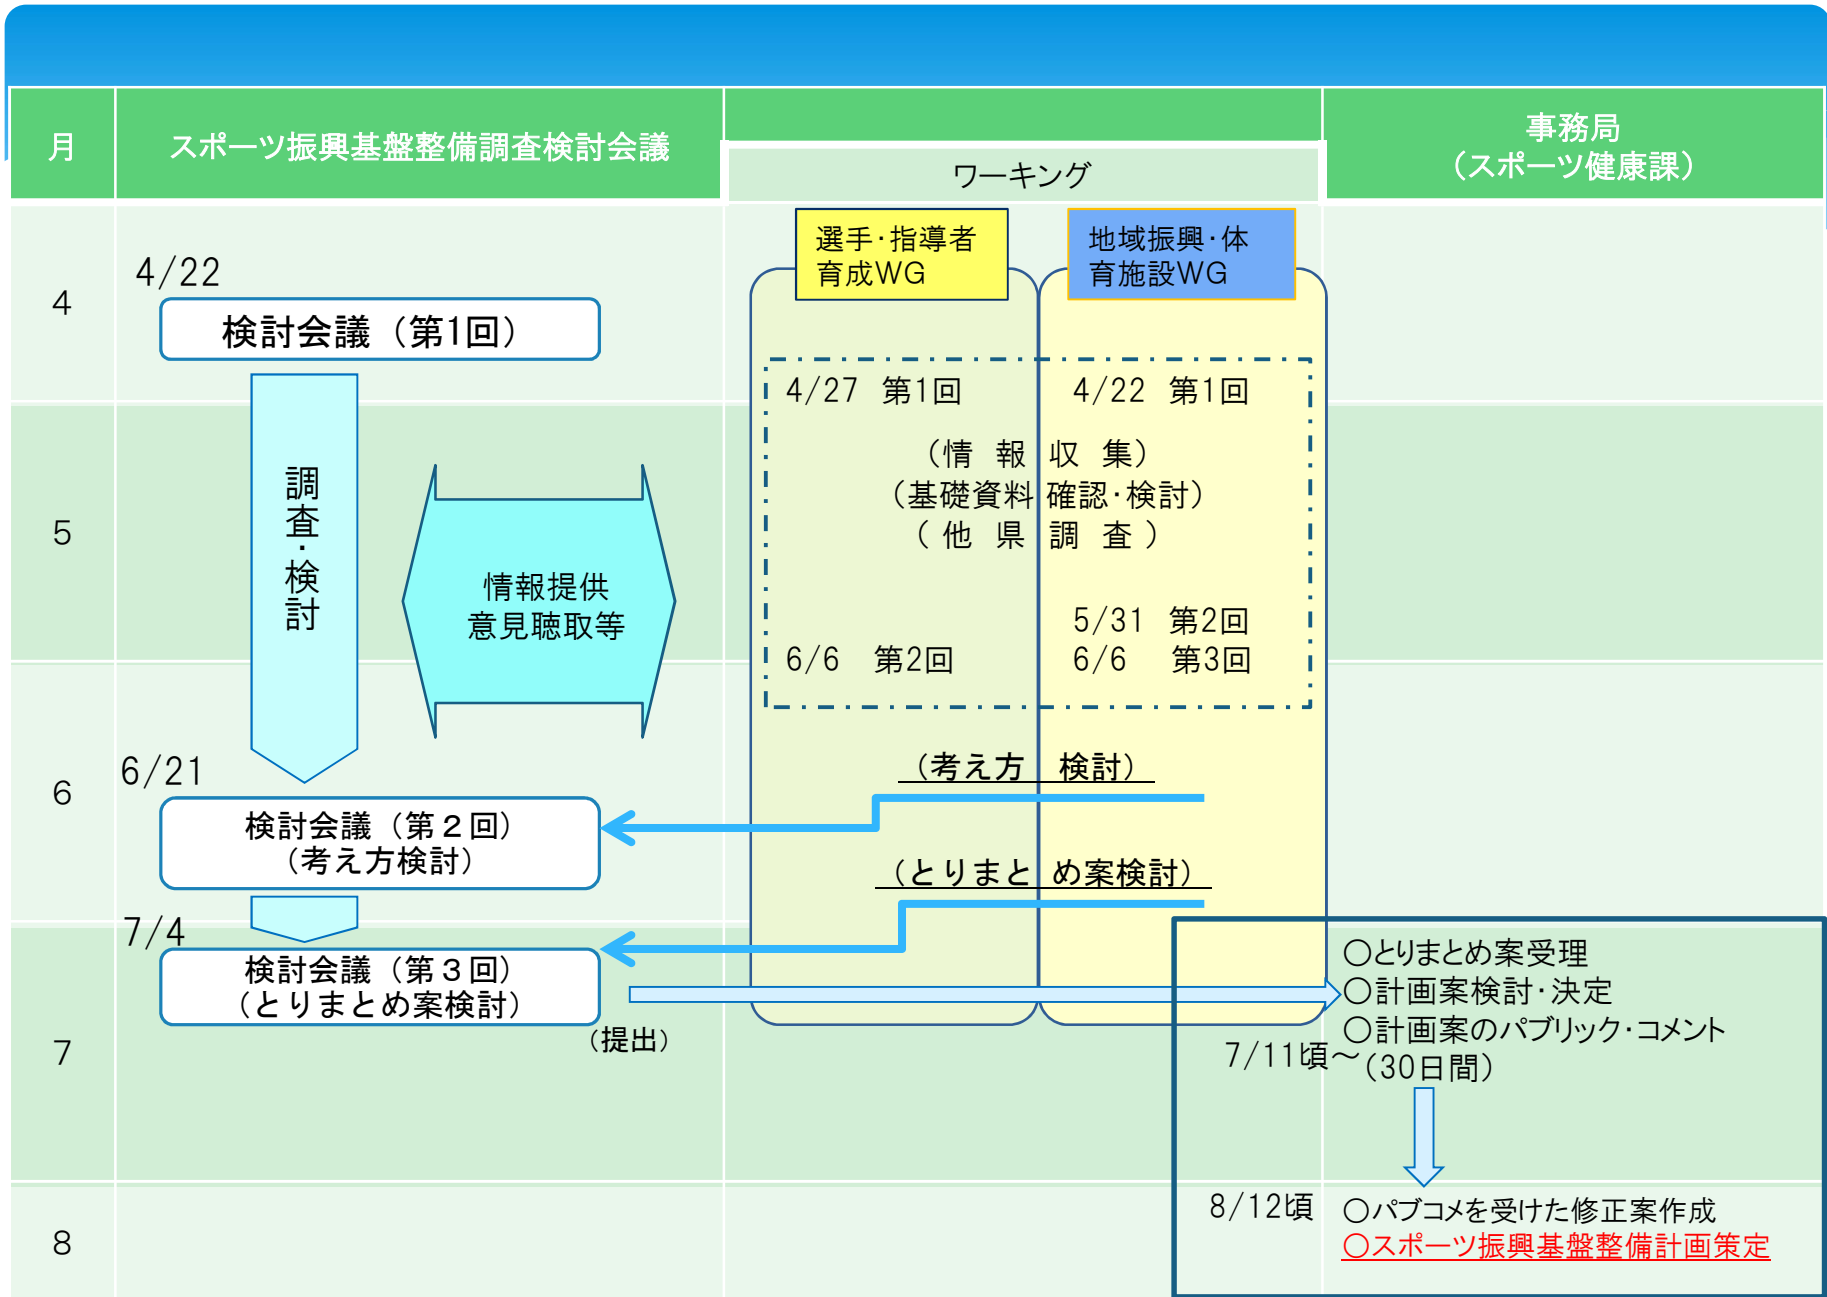 月
スポーツ振興基盤整備調査検討会議
ワーキング
事務局
（スポーツ健康課）
4
4/22
検討会議（第1回）
選手・指導者
育成WG
地域振興・体
育施設WG
4/27 第1回
4/22 第1回
（情 報 収 集）
（基礎資料 確認・検討）
（ 他 県 調 査 ）
5
調査・検討
情報提供
意見聴取等
5/31 第2回
6/6 第2回
6/6 第3回
6
6/21
（考え方 検討）
検討会議（第２回）
（考え方検討）
（とりまと め案検討）
7/4
検討会議（第３回）
（とりまとめ案検討）
（提出）
7
○とりまとめ案受理
○計画案検討・決定
○計画案のパブリック・コメント
7/11頃～（30日間）
8
8/12頃
○パブコメを受けた修正案作成
○スポーツ振興基盤整備計画策定